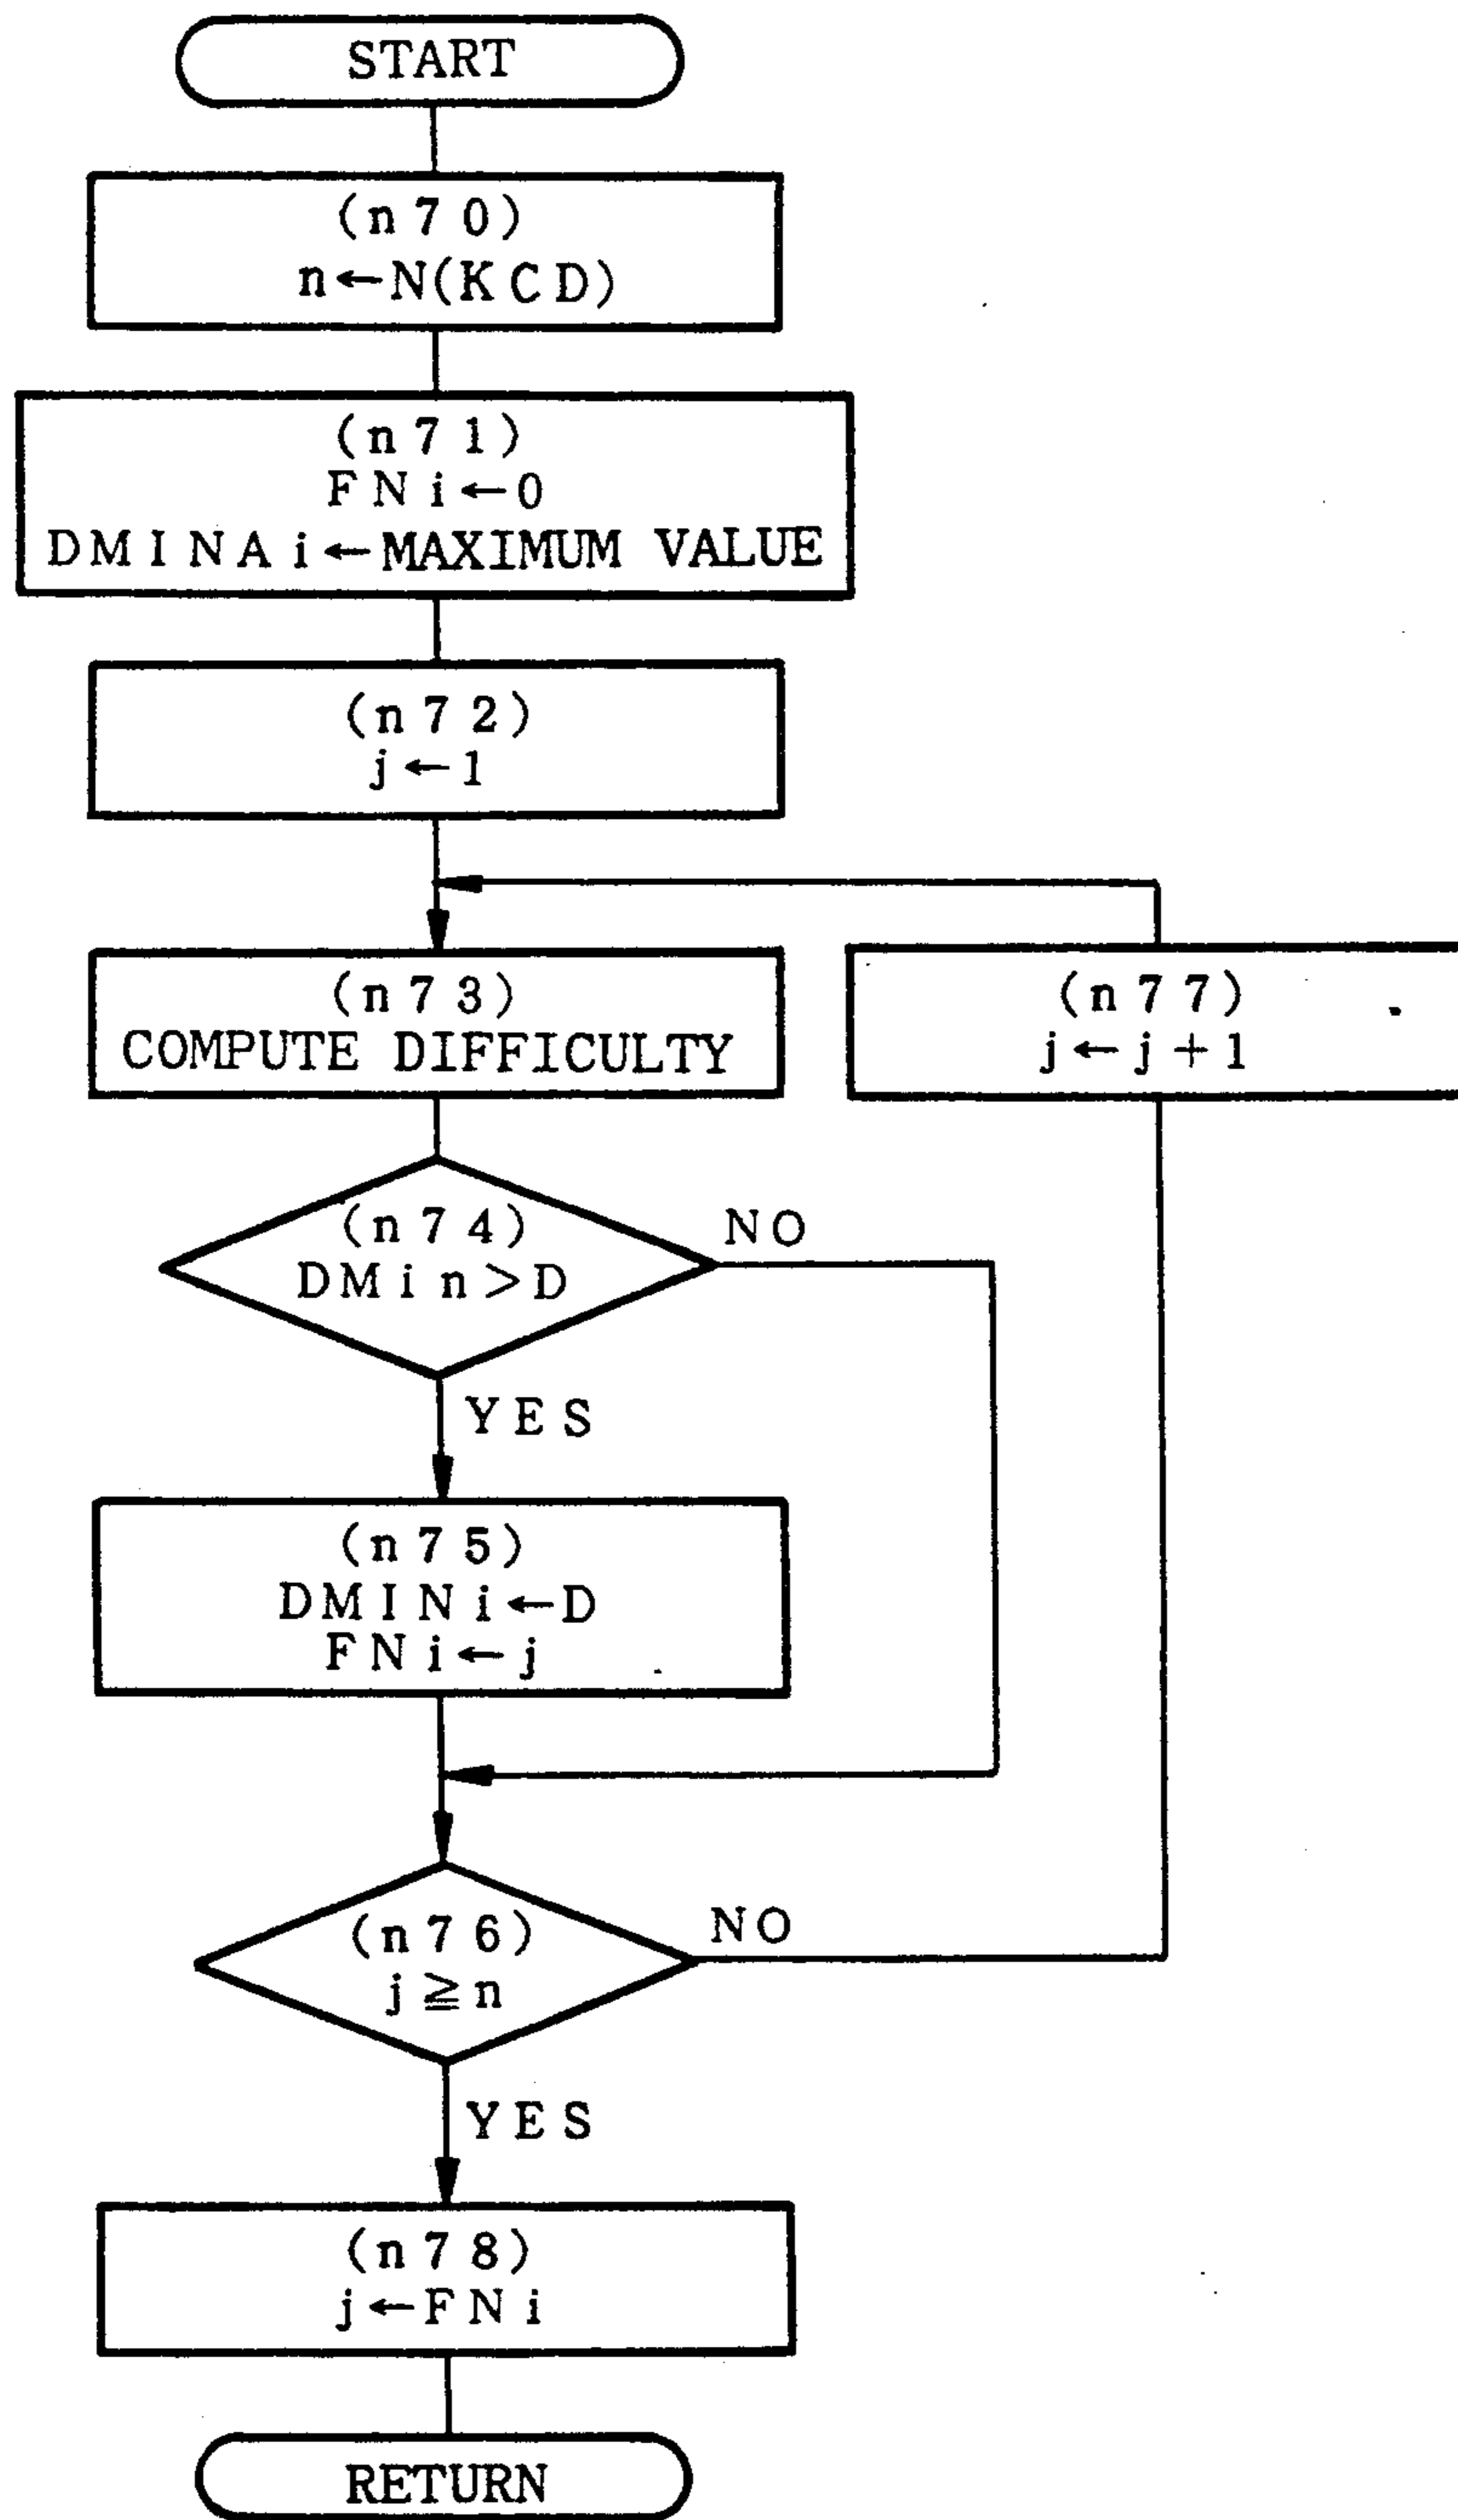 START
(n70)
n←N(KCD)
(n71)
FNi←0
DMINAi←MAXIMUM VALUE
(n72)
j←1
(n73)
COMPUTE DIFFICULTY
(n77)
j←j+1
(n74)
DMin>D
NO
YES
(n75)
DMINi←D
FNi←j
(n76)
j≧n
NO
YES
(n78)
j←FNi
RETURN